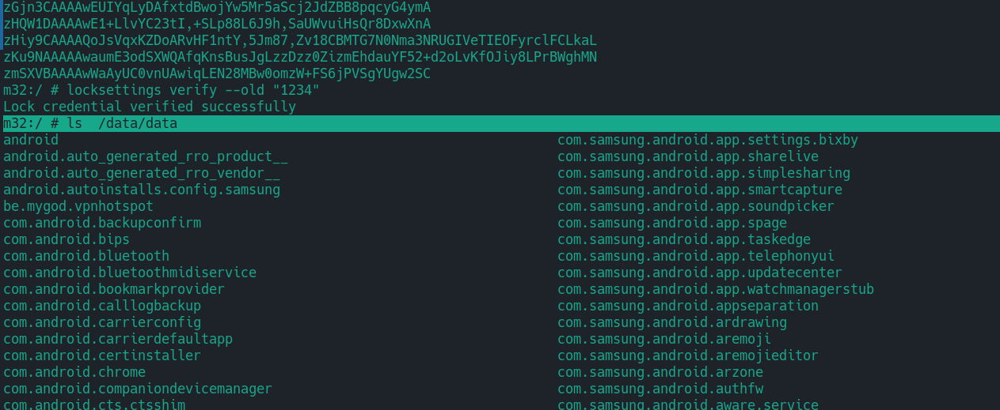 zGjn3CAAAAwEUIYqLyDAfxtdBwojYw5Mr5aScj2JdZBB8pqcyG4ymA
zHQW1DAAAAwE1+LlvYC23tI,+SLp88L6J9h,SaUWvuiHsQr8DxwXnA
zHiy9CAAAAQoJsVqxKZDoARvHF1ntY,5Jm87,Zv18CBMTG7N0Nma3NRUGIVeTIEOFyrclFCLkaL
zKu9NAAAAAwaumE3odSXWQAfqKnsBusJgLzzDzz0ZizmEhdauYF52+d2oLvKfOJiy8LPrBWghMN
zmSXVBAAAAwWaAyUC0vnUAwiqLEN28MBw0omzW+FS6jPVSgYUgw2SC
m32:/ # locksettings verify --old "1234"
Lock credential verified successfully
m32:/ # ls  /data/data
android com.samsung.android.app.settings.bixby
android.auto_generated_rro_product__ com.samsung.android.app.sharelive
android.auto_generated_rro_vendor__ com.samsung.android.app.simplesharing
android.autoinstalls.config.samsung com.samsung.android.app.smartcapture
be.mygod.vpnhotspot com.samsung.android.app.soundpicker
com.android.backupconfirm com.samsung.android.app.spage
com.android.bips com.samsung.android.app.taskedge
com.android.bluetooth com.samsung.android.app.telephonyui
com.android.bluetoothmidiservice com.samsung.android.app.updatecenter
com.android.bookmarkprovider com.samsung.android.app.watchmanagerstub
com.android.calllogbackup com.samsung.android.appseparation
com.android.carrierconfig com.samsung.android.ardrawing
com.android.carrierdefaultapp com.samsung.android.aremoji
com.android.certinstaller com.samsung.android.aremojieditor
com.android.chrome com.samsung.android.arzone
com.android.companiondevicemanager com.samsung.android.authfw
com.android.cts.ctsshim com.samsung.android.aware.service